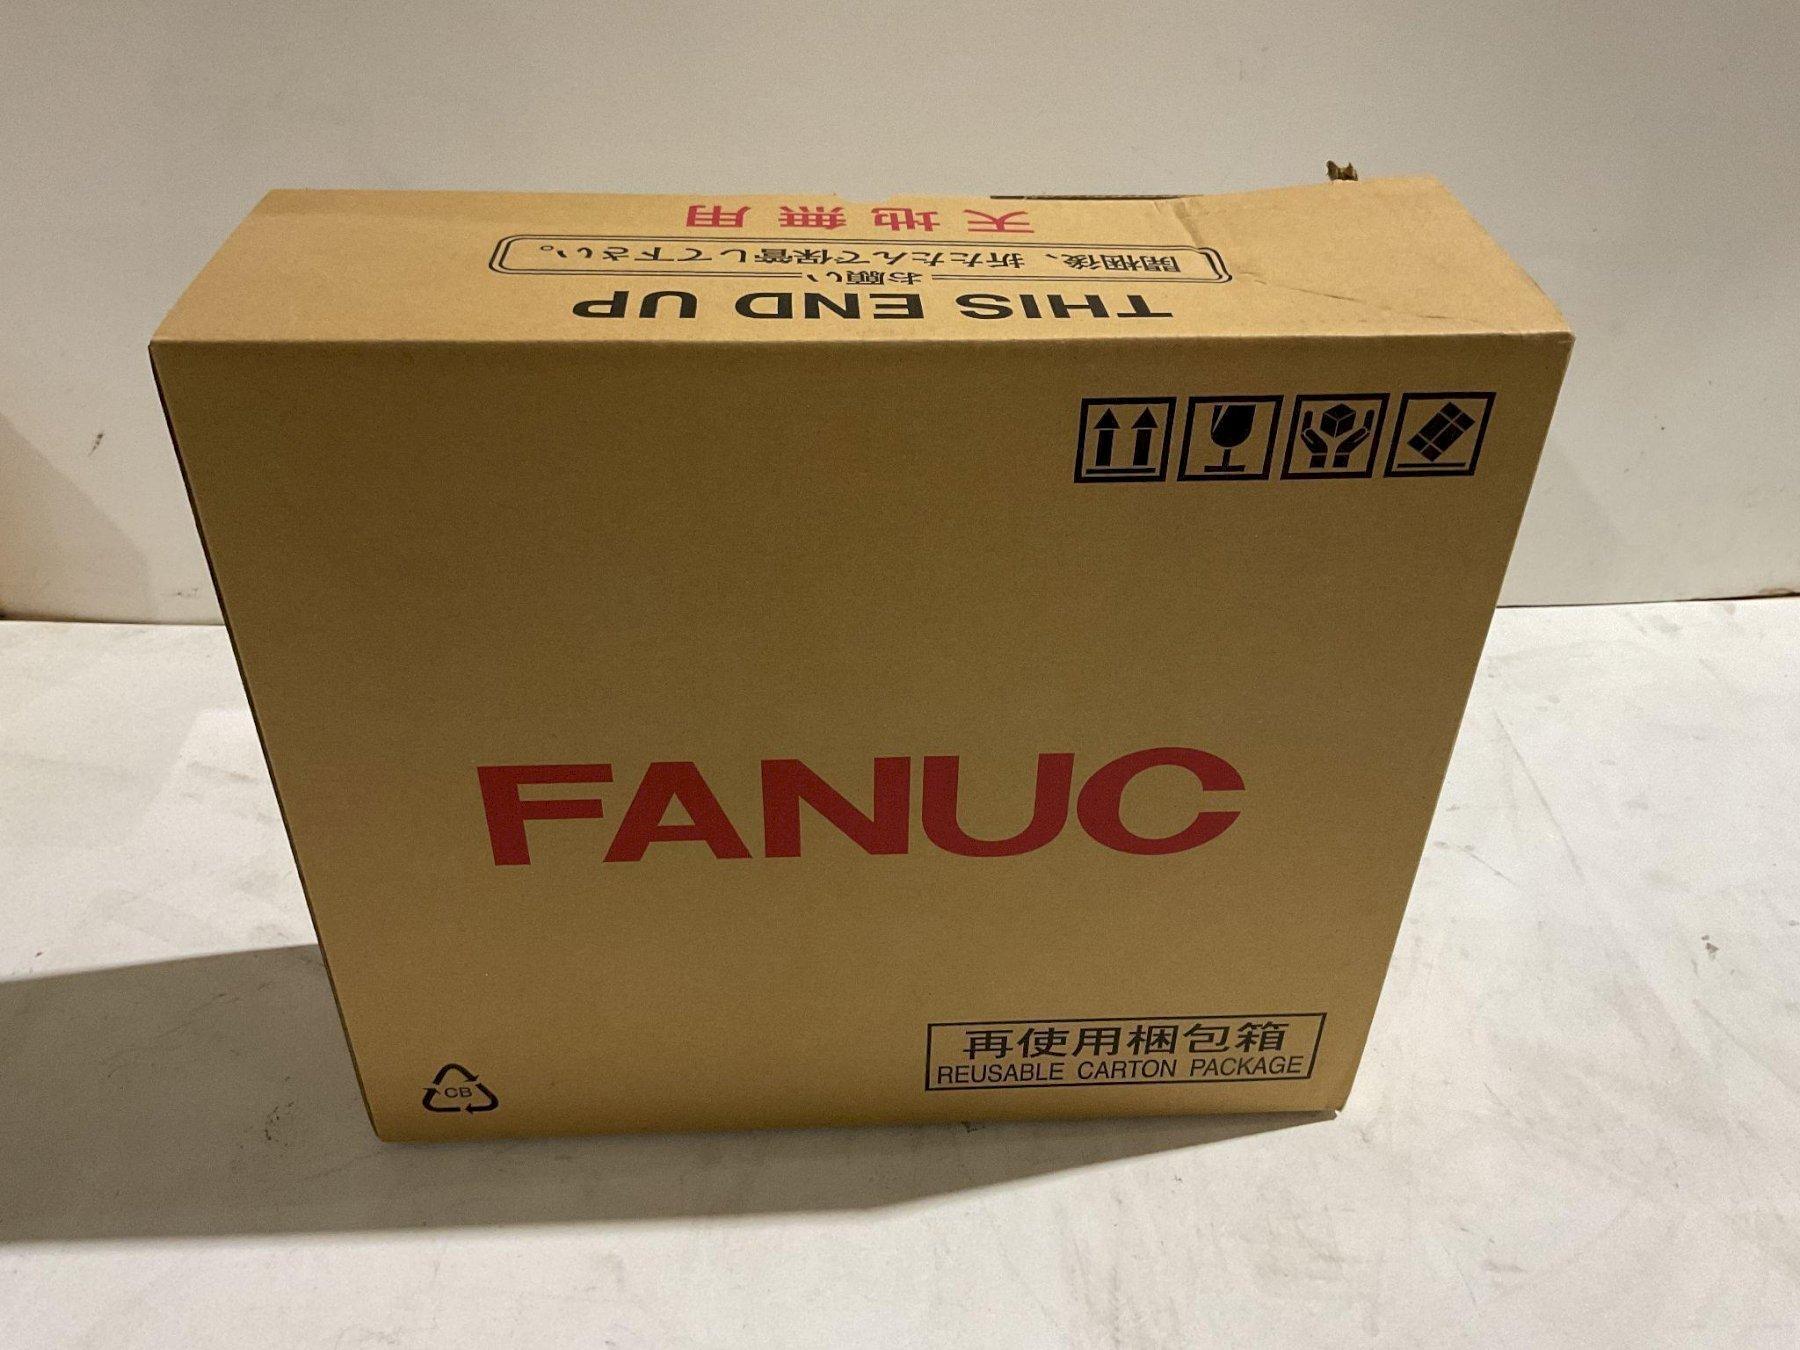 THIS END UP
お願い
開梱後、折たたんで保管して下さい。
天地無用
FANUC
再使用梱包箱
REUSABLE CARTON PACKAGE
CB